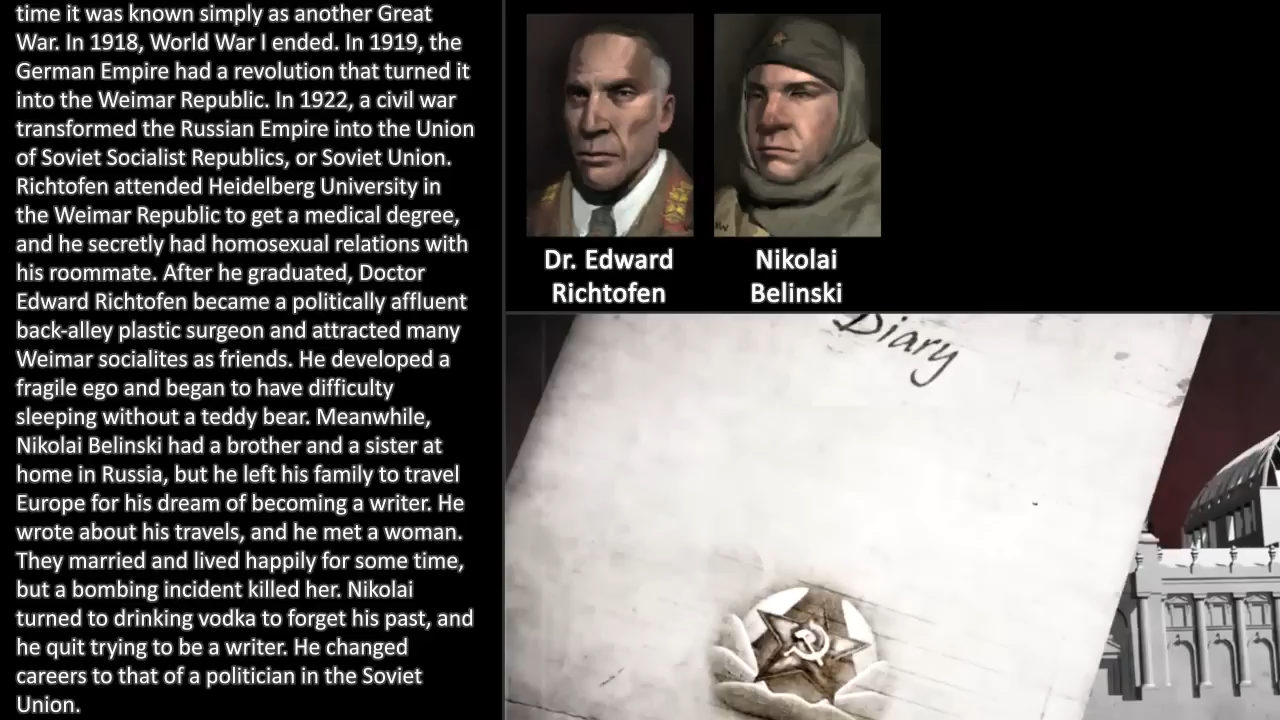 time it was known simply as another Great
War. In 1918, World War I ended. In 1919, the
German Empire had a revolution that turned it
into the Weimar Republic. In 1922, a civil war
transformed the Russian Empire into the Union
of Soviet Socialist Republics, or Soviet Union.
Richtofen attended Heidelberg University in
the Weimar Republic to get a medical degree,
and he secretly had homosexual relations with
his roommate. After he graduated, Doctor
Edward Richtofen became a politically affluent
back-alley plastic surgeon and attracted many
Weimar socialites as friends. He developed a
fragile ego and began to have difficulty
sleeping without a teddy bear. Meanwhile,
Nikolai Belinski had a brother and a sister at
home in Russia, but he left his family to travel
Europe for his dream of becoming a writer. He
wrote about his travels, and he met a woman.
They married and lived happily for some time,
but a bombing incident killed her. Nikolai
turned to drinking vodka to forget his past, and
he quit trying to be a writer. He changed
careers to that of a politician in the Soviet
Union.
Dr. Edward
Richtofen
Nikolai
Belinski
Diary